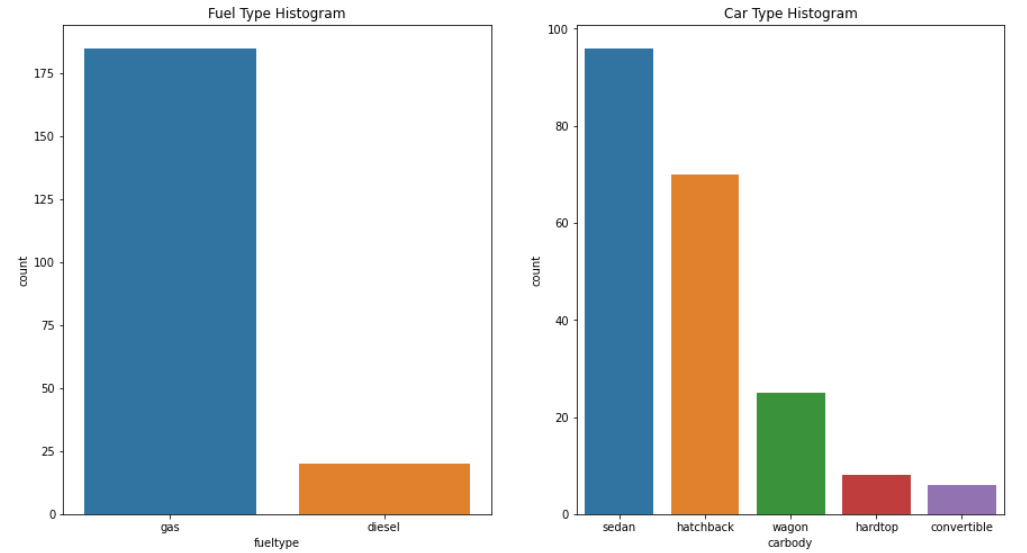 Fuel Type Histogram
175
150
125
100
75
50
25
0
count
gas
diesel
fueltype
Car Type Histogram
100
80
60
40
20
0
count
sedan
hatchback
wagon
hardtop
convertible
carbody